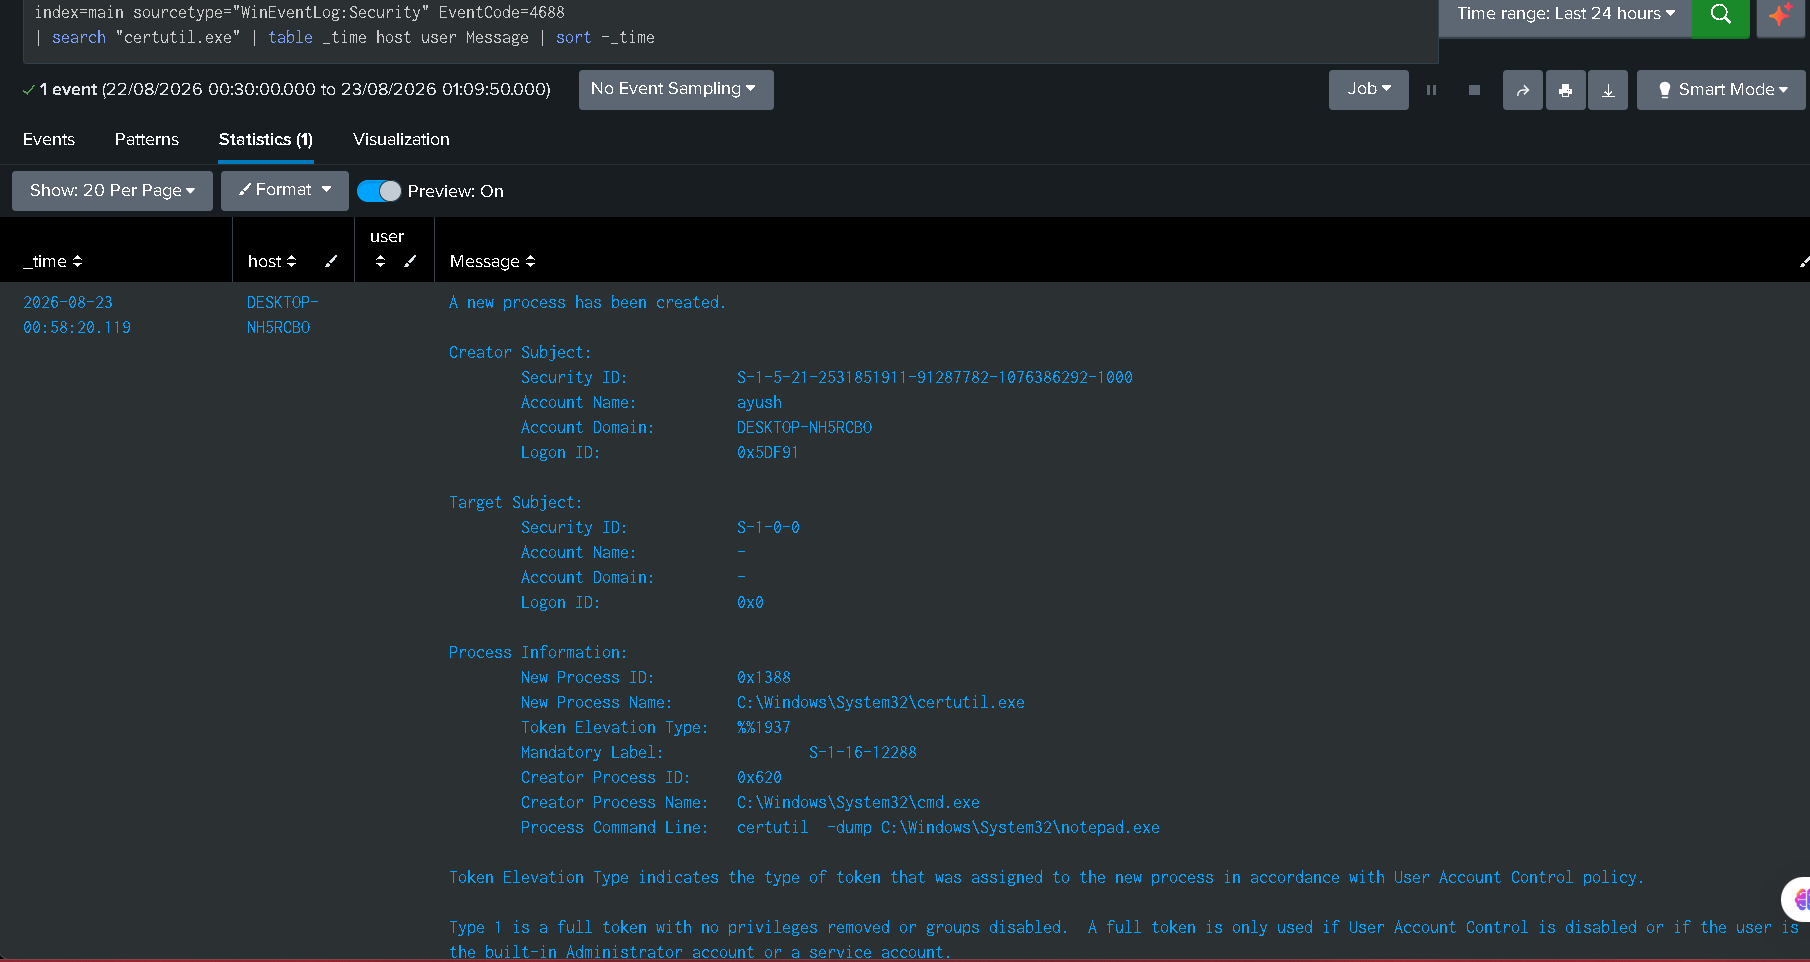 index=main sourcetype="WinEventLog:Security" EventCode=4688
| search "certutil.exe" | table _time host user Message | sort -_time
Time range: Last 24 hours
1 event (22/08/2026 00:30:00.000 to 23/08/2026 01:09:50.000)
No Event Sampling
Job
Smart Mode
Events
Patterns
Statistics (1)
Visualization
Show: 20 Per Page
Format
Preview: On
_time
host
user
Message
2026-08-23
00:58:20.119
DESKTOP-
NH5RCBO
A new process has been created.
Creator Subject:
Security ID: S-1-5-21-2531851911-91287782-1076386292-1000
Account Name: ayush
Account Domain: DESKTOP-NH5RCBO
Logon ID: 0x5DF91
Target Subject:
Security ID: S-1-0-0
Account Name: -
Account Domain: -
Logon ID: 0x0
Process Information:
New Process ID: 0x1388
New Process Name: C:\Windows\System32\certutil.exe
Token Elevation Type: %%1937
Mandatory Label: S-1-16-12288
Creator Process ID: 0x620
Creator Process Name: C:\Windows\System32\cmd.exe
Process Command Line: certutil  -dump C:\Windows\System32\notepad.exe
Token Elevation Type indicates the type of token that was assigned to the new process in accordance with User Account Control policy.
Type 1 is a full token with no privileges removed or groups disabled.  A full token is only used if User Account Control is disabled or if the user is
the built-in Administrator account or a service account.